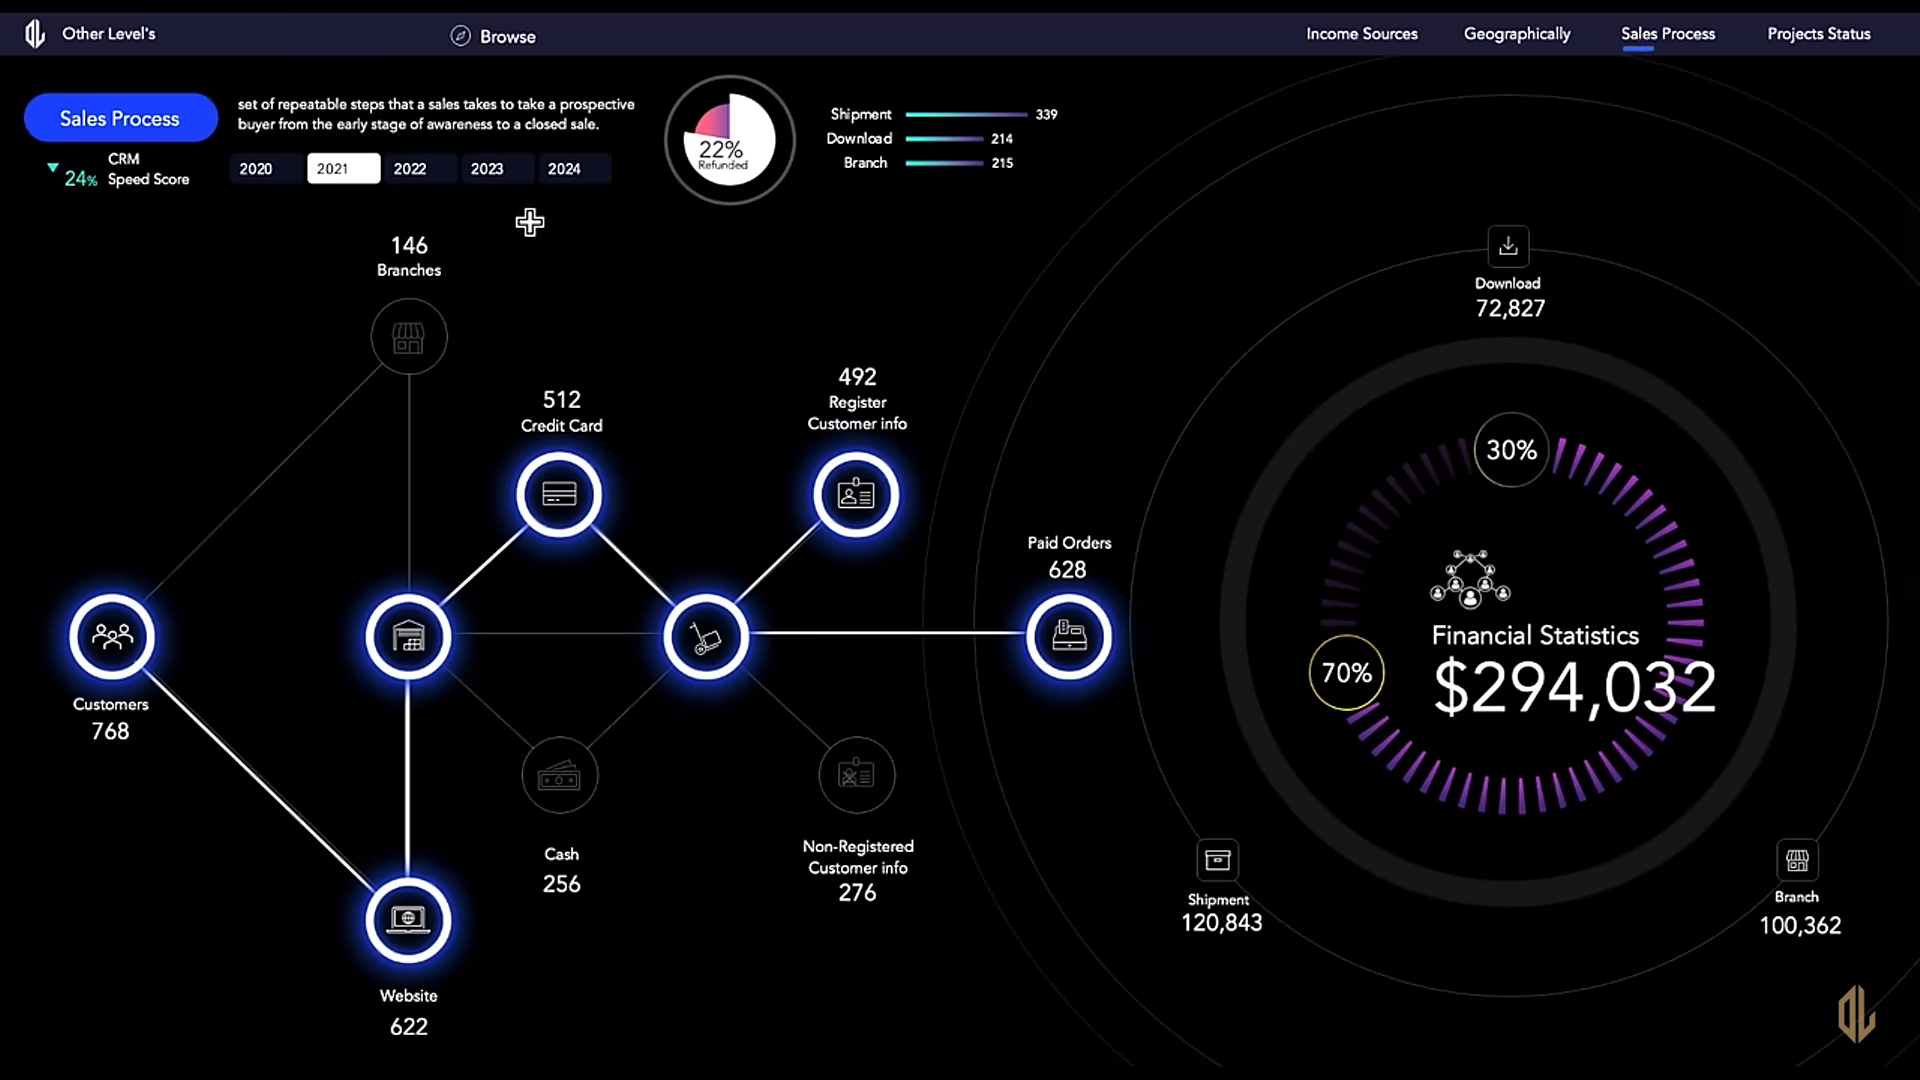 Other Level's
Browse
Income Sources
Geographically
Sales Process
Projects Status
Sales Process
set of repeatable steps that a sales takes to take a prospective
buyer from the early stage of awareness to a closed sale.
24%
CRM
Speed Score
2020
2021
2022
2023
2024
22%
Refunded
Shipment 339
Download 214
Branch 215
146
Branches
512
Credit Card
492
Register
Customer info
Customers
768
Paid Orders
628
Cash
256
Non-Registered
Customer info
276
Website
622
Download
72,827
30%
70%
Financial Statistics
$294,032
Shipment
120,843
Branch
100,362